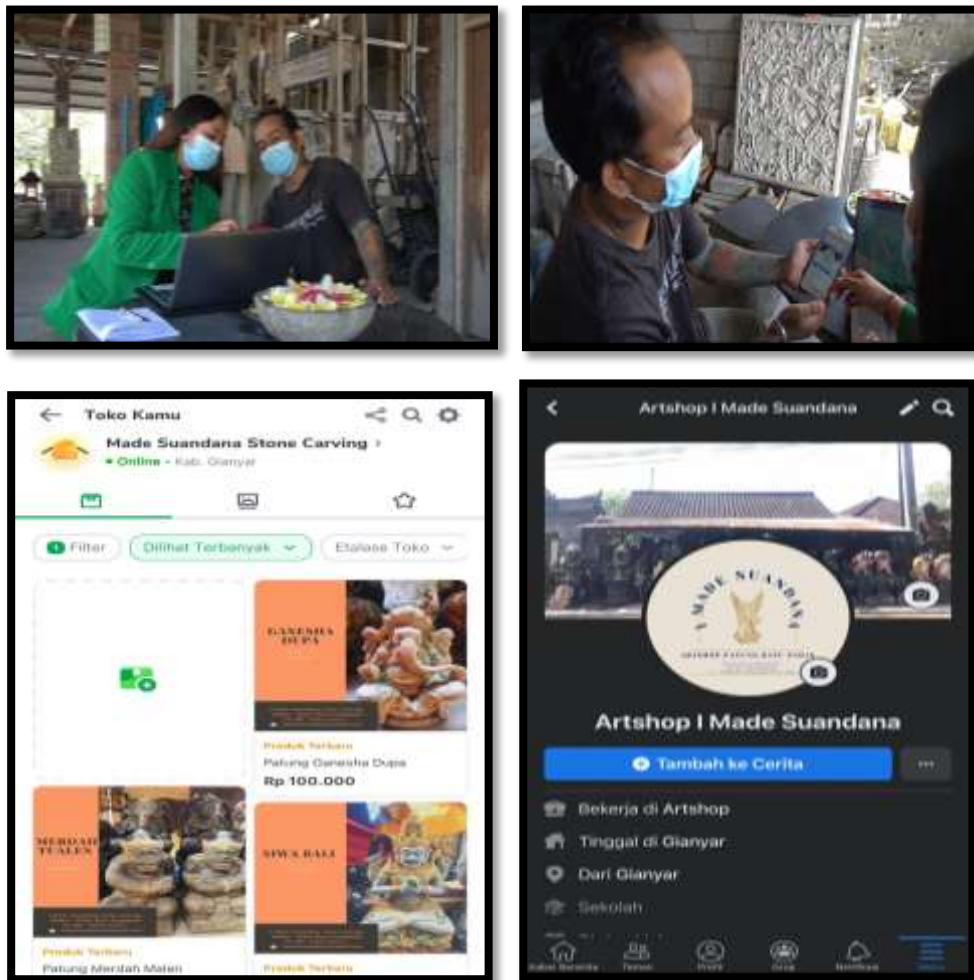 Toko Kamu
Made Suandana Stone Carving
Online - Kab. Gianyar
Filter
Dilihat Terbanyak
Etalase Toko
GANESHA
DUPA
Produk Terbaru
Patung Ganesha Dupa
Rp 100.000
MERDAH
TUALEN
SIWA BALI
Produk Terbaru
Patung Merdah Malen
Produk Terbaru
Artshop I Made Suandana
I MADE SUANDANA
Artshop I Made Suandana
Tambah ke Cerita
Bekerja di Artshop
Tinggal di Gianyar
Dari Gianyar
Sekolah